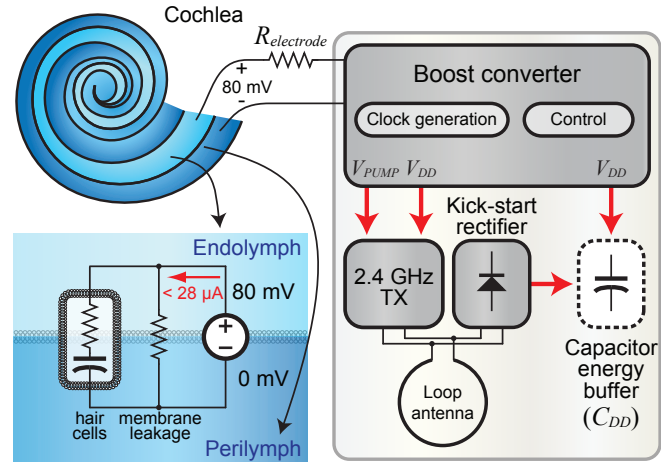 Cochlea
R_electrode
+
80 mV
-
Boost converter
Clock generation
Control
V_PUMP V_DD
V_DD
Kick-start
rectifier
2.4 GHz
TX
Loop
antenna
Capacitor
energy
buffer
(C_DD)
Endolymph
< 28 µA
80 mV
+
−
0 mV
hair
cells
membrane
leakage
Perilymph